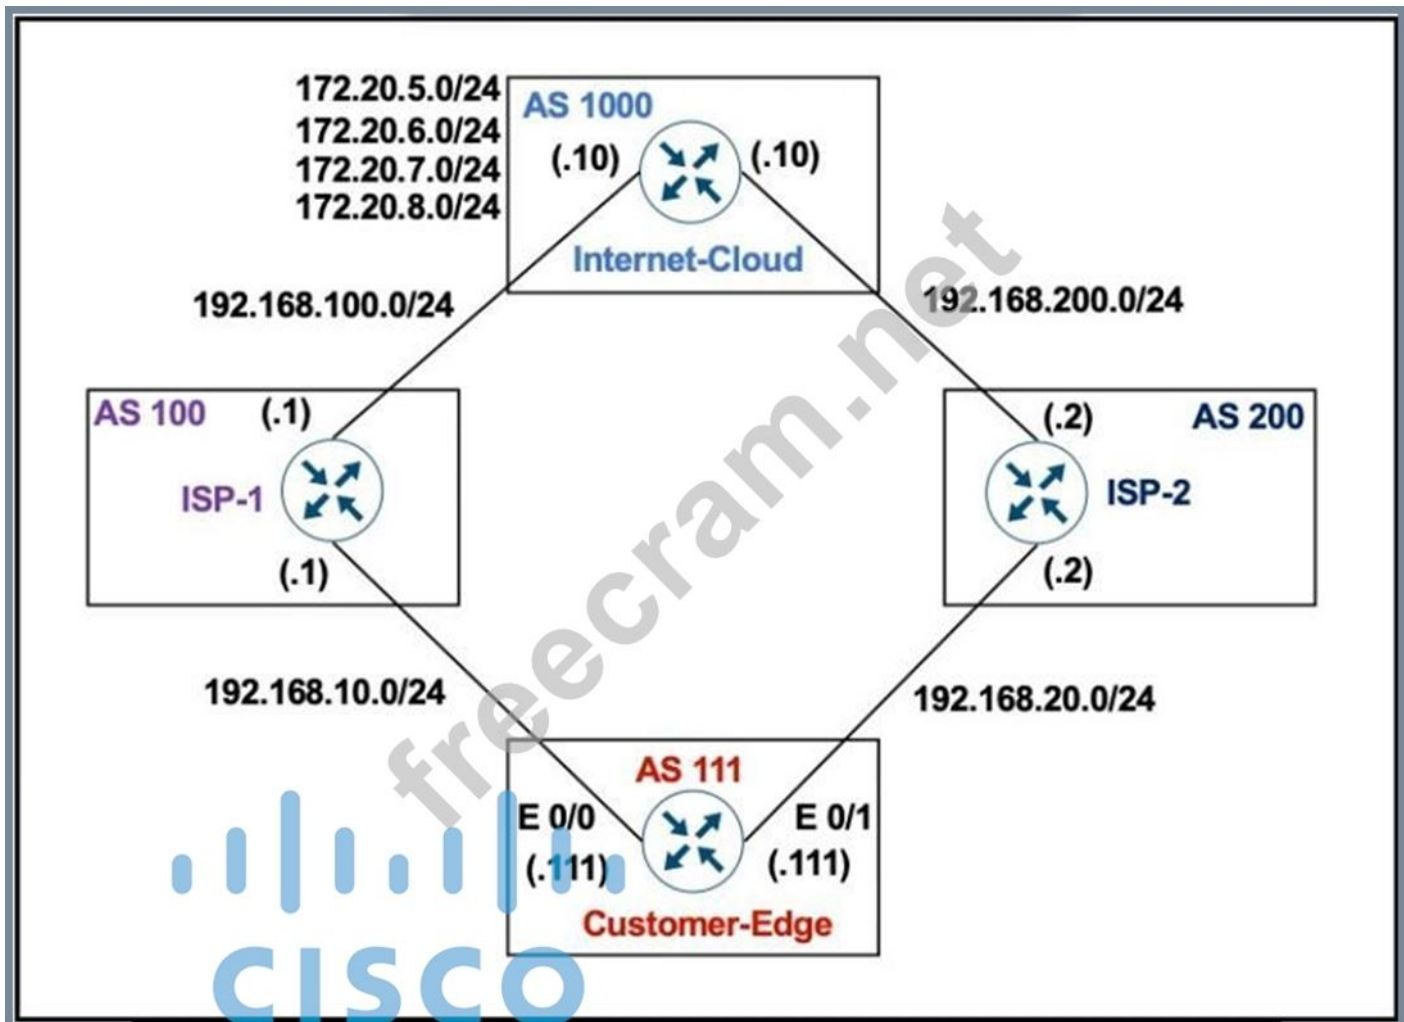 172.20.5.0/24
172.20.6.0/24
172.20.7.0/24
172.20.8.0/24
AS 1000
(.10)
(.10)
Internet-Cloud
192.168.100.0/24
192.168.200.0/24
AS 100
(.1)
ISP-1
(.1)
(.2)
AS 200
ISP-2
(.2)
192.168.10.0/24
192.168.20.0/24
AS 111
E 0/0
E 0/1
(.111)
(.111)
Customer-Edge
freecram.net
CISCO